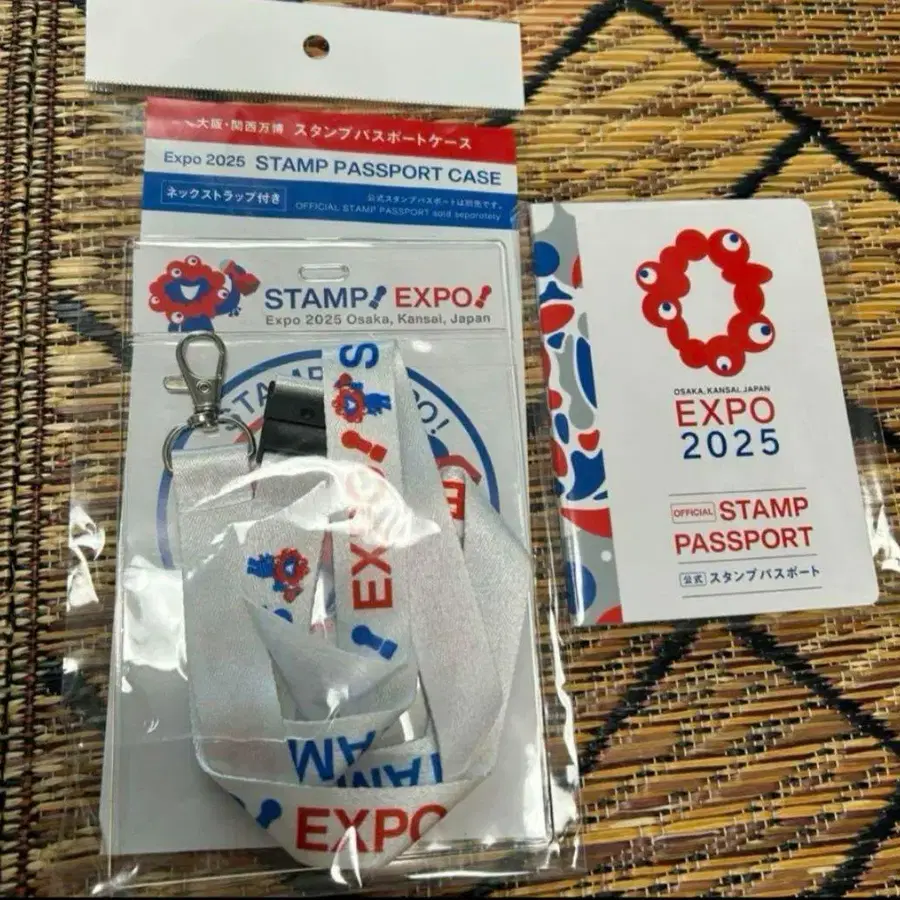 大阪・関西万博 スタンプパスポートケース
Expo 2025 STAMP PASSPORT CASE
ネックストラップ付き
公式スタンプパスポートは別売です。
OFFICIAL STAMP PASSPORT sold separately
STAMP! EXPO!
Expo 2025 Osaka, Kansai, Japan
STAMP
EXPO!
AM
TAM
EXPO
OSAKA, KANSAI, JAPAN
EXPO
2025
OFFICIAL STAMP
PASSPORT
公式 スタンプパスポート